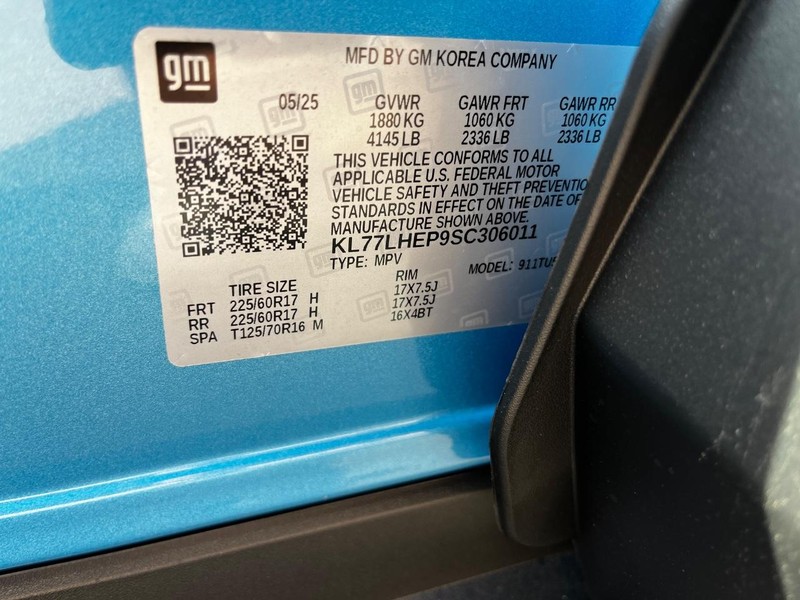 gm
MFD BY GM KOREA COMPANY
05/25 GVWR GAWR FRT GAWR RR
1880 KG 1060 KG 1060 KG
4145 LB 2336 LB 2336 LB
THIS VEHICLE CONFORMS TO ALL
APPLICABLE U.S. FEDERAL MOTOR
VEHICLE SAFETY AND THEFT PREVENTIO
STANDARDS IN EFFECT ON THE DATE OF
MANUFACTURE SHOWN ABOVE.
KL77LHEP9SC306011
TYPE: MPV MODEL: 911TUS
TIRE SIZE RIM
FRT 225/60R17 H 17X7.5J
RR 225/60R17 H 17X7.5J
SPA T125/70R16 M 16X4BT